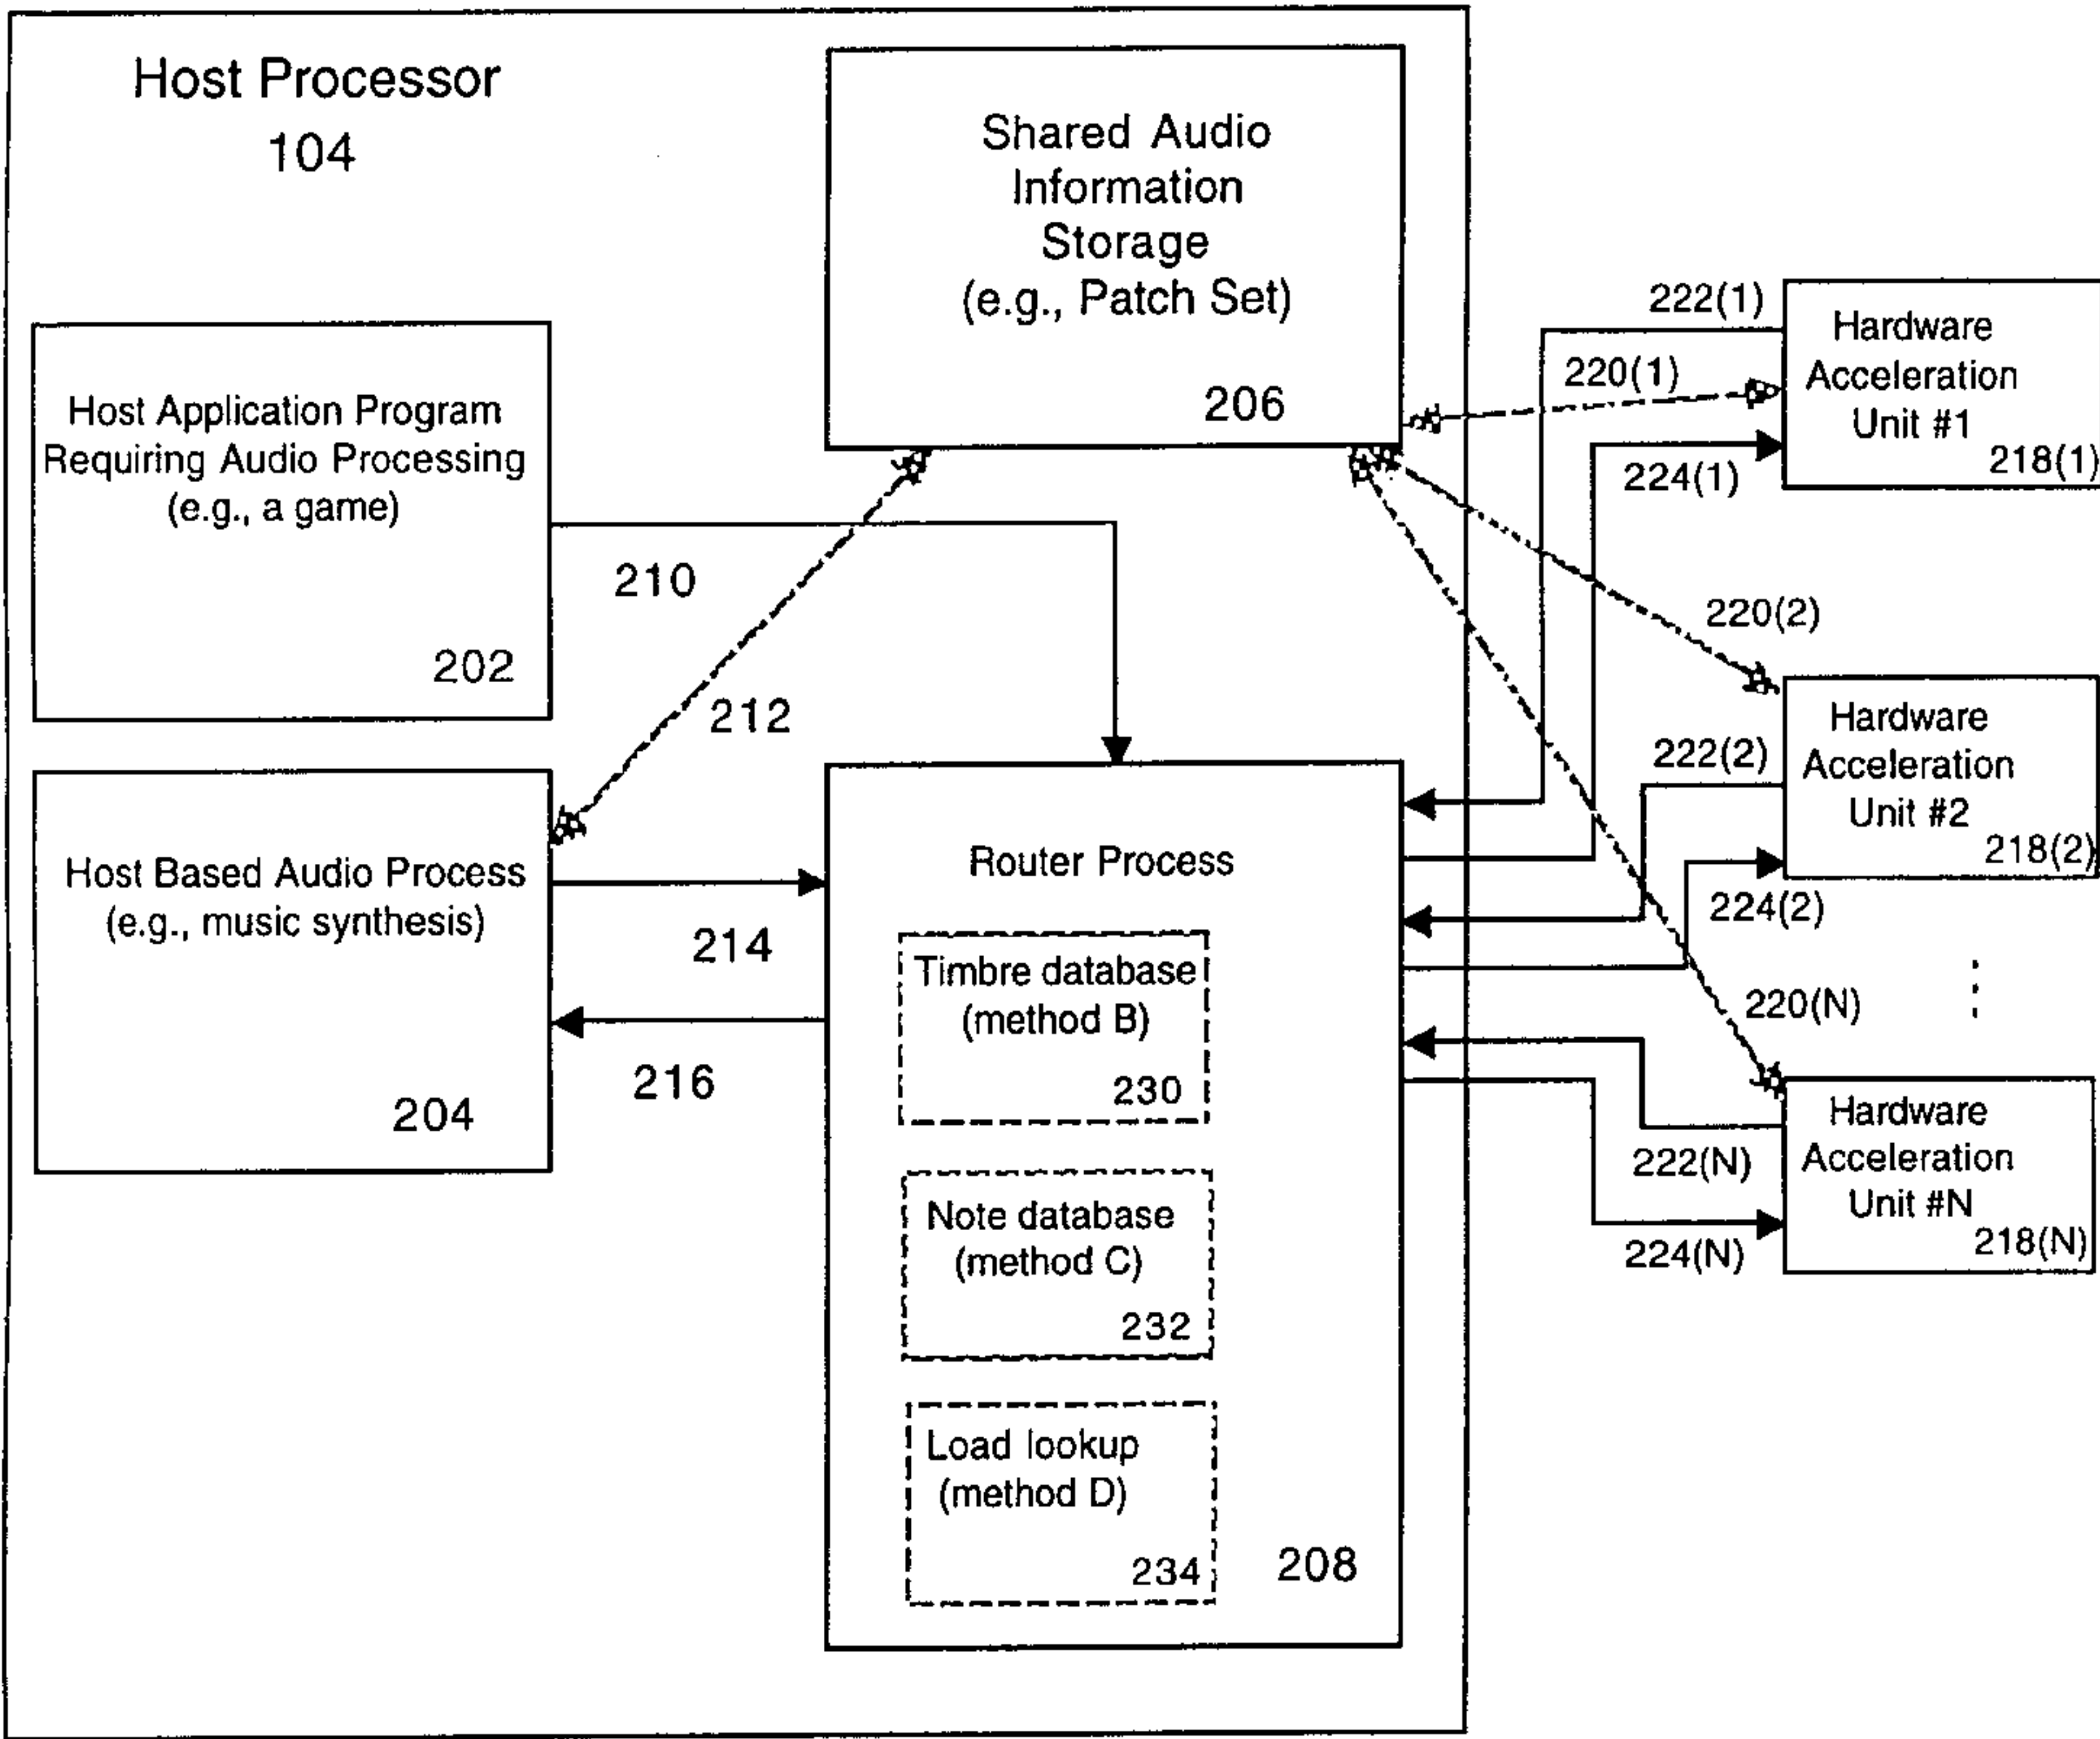 Host Processor
104
Shared Audio
Information
Storage
(e.g., Patch Set)
206
Host Application Program
Requiring Audio Processing
(e.g., a game)
202
210
212
Host Based Audio Process
(e.g., music synthesis)
204
214
216
Router Process
Timbre database
(method B)
230
Note database
(method C)
232
Load lookup
(method D)
234
208
222(1)
220(1)
224(1)
Hardware
Acceleration
Unit #1
218(1)
220(2)
222(2)
224(2)
Hardware
Acceleration
Unit #2
218(2)
220(N)
222(N)
224(N)
Hardware
Acceleration
Unit #N
218(N)